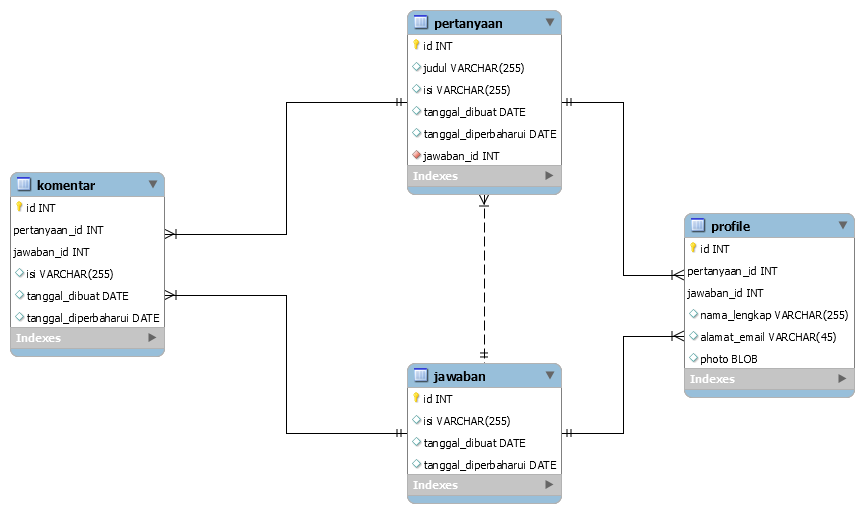 pertanyaan
id INT
judul VARCHAR(255)
isi VARCHAR(255)
tanggal_dibuat DATE
tanggal_diperbaharui DATE
jawaban_id INT
Indexes
komentar
id INT
pertanyaan_id INT
jawaban_id INT
isi VARCHAR(255)
tanggal_dibuat DATE
tanggal_diperbaharui DATE
Indexes
profile
id INT
pertanyaan_id INT
jawaban_id INT
nama_lengkap VARCHAR(255)
alamat_email VARCHAR(45)
photo BLOB
Indexes
jawaban
id INT
isi VARCHAR(255)
tanggal_dibuat DATE
tanggal_diperbaharui DATE
Indexes